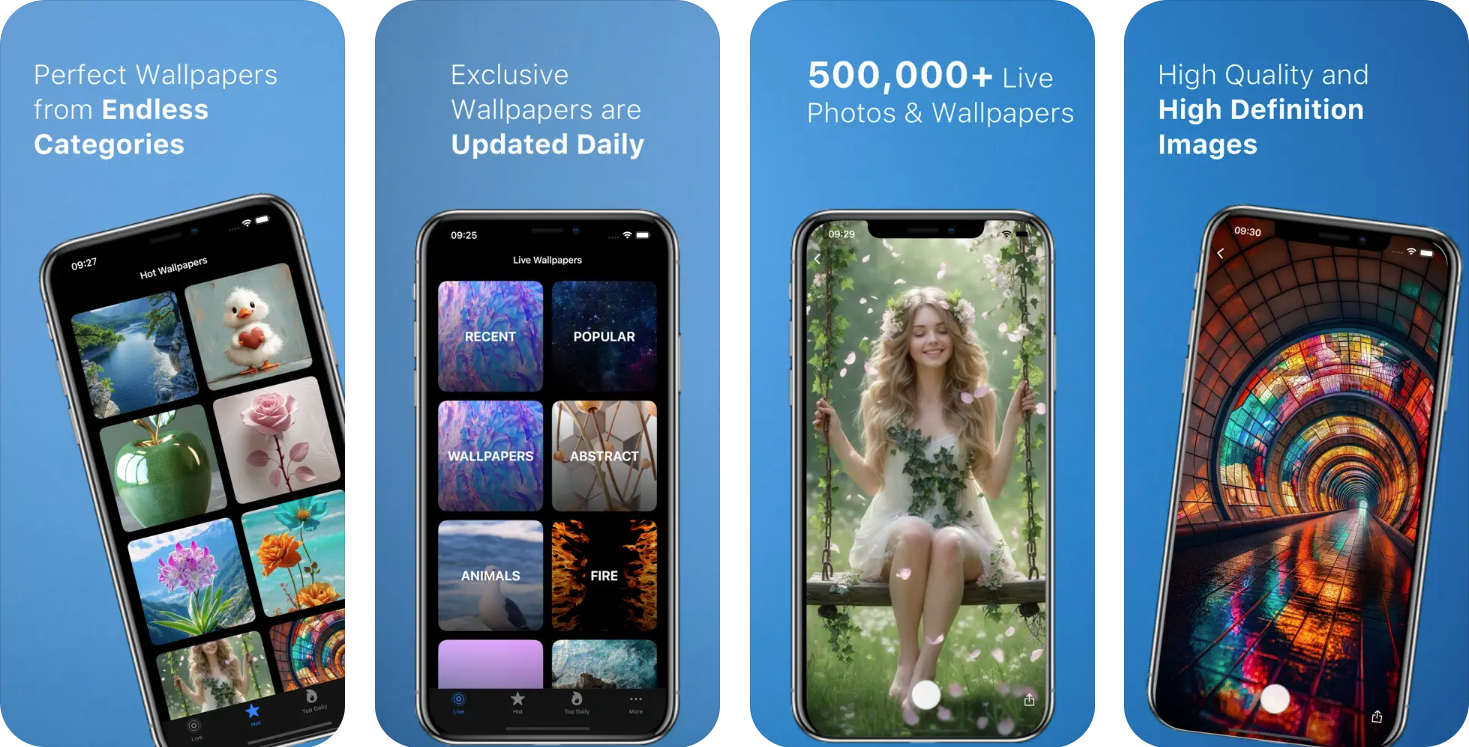 Perfect Wallpapers
from Endless
Categories
09:27
Hot Wallpapers
Live
Hot
Top Daily
Exclusive
Wallpapers are
Updated Daily
09:25
Live Wallpapers
RECENT
POPULAR
WALLPAPERS
ABSTRACT
ANIMALS
FIRE
Live
Hot
Top Daily
More
500,000+ Live
Photos & Wallpapers
09:29
High Quality and
High Definition
Images
09:30